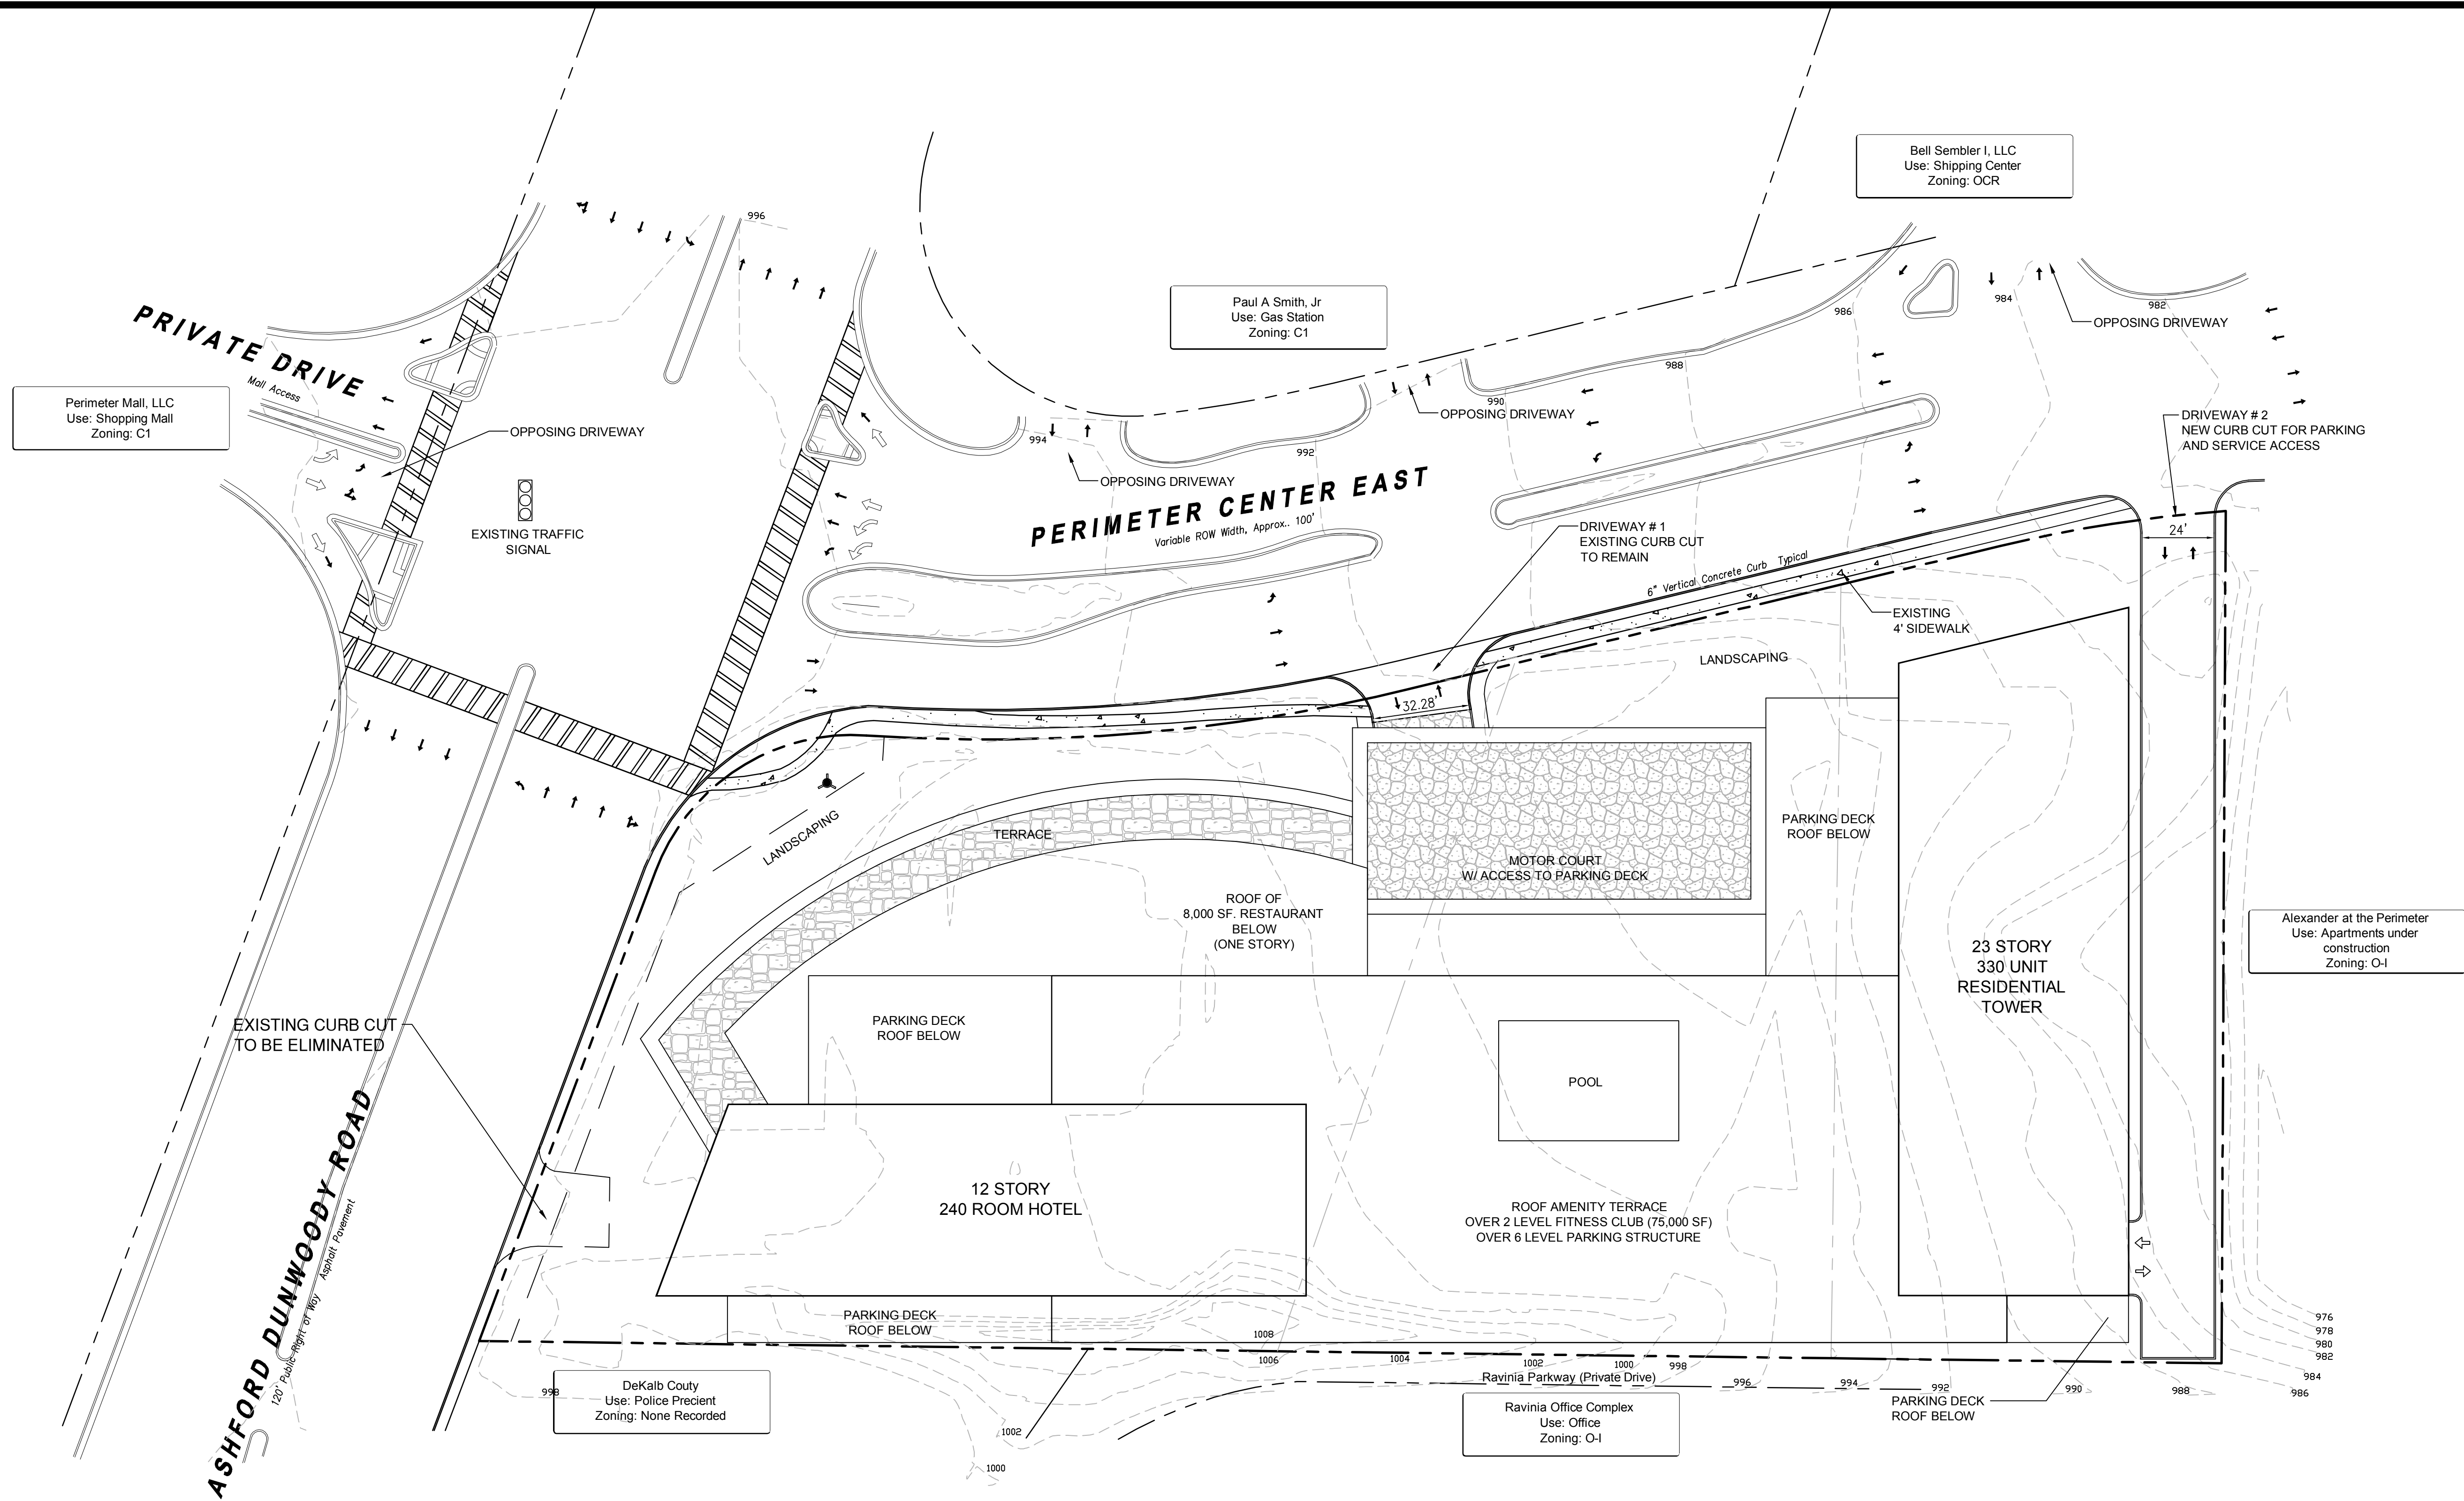 996
Bell Sembler I, LLC
Use: Shipping Center
Zoning: OCR
Paul A Smith, Jr
Use: Gas Station
Zoning: C1
PRIVATE DRIVE
Mall Access
Perimeter Mall, LLC
Use: Shopping Mall
Zoning: C1
OPPOSING DRIVEWAY
EXISTING TRAFFIC
SIGNAL
994
OPPOSING DRIVEWAY
992
990
OPPOSING DRIVEWAY
988
986
984
982
OPPOSING DRIVEWAY
DRIVEWAY # 2
NEW CURB CUT FOR PARKING
AND SERVICE ACCESS
24'
PERIMETER CENTER EAST
Variable ROW Width, Approx.. 100'
DRIVEWAY # 1
EXISTING CURB CUT
TO REMAIN
6" Vertical Concrete Curb Typical
EXISTING
4' SIDEWALK
LANDSCAPING
32.28'
LANDSCAPING
TERRACE
MOTOR COURT
W/ ACCESS TO PARKING DECK
PARKING DECK
ROOF BELOW
ROOF OF
8,000 SF. RESTAURANT
BELOW
(ONE STORY)
23 STORY
330 UNIT
RESIDENTIAL
TOWER
Alexander at the Perimeter
Use: Apartments under
construction
Zoning: O-I
EXISTING CURB CUT
TO BE ELIMINATED
PARKING DECK
ROOF BELOW
POOL
12 STORY
240 ROOM HOTEL
ROOF AMENITY TERRACE
OVER 2 LEVEL FITNESS CLUB (75,000 SF)
OVER 6 LEVEL PARKING STRUCTURE
ASHFORD DUNWOODY ROAD
120' Public Right of Way Asphalt Pavement
PARKING DECK
ROOF BELOW
1008
1006
1004
1002
1000
998
Ravinia Parkway (Private Drive)
996
994
992
990
988
986
984
982
980
978
976
PARKING DECK
ROOF BELOW
998
DeKalb Couty
Use: Police Precient
Zoning: None Recorded
Ravinia Office Complex
Use: Office
Zoning: O-I
1002
1000